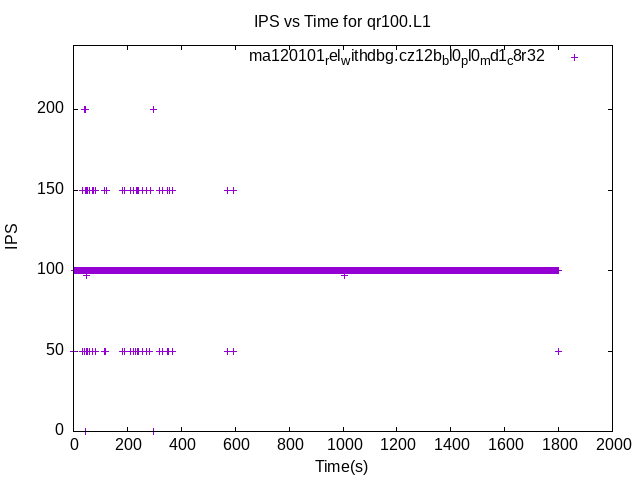 IPS vs Time for qr100.L1
ma120101_rel_withdbg.cz12b_bl0_pl0_md1_c8r32
200
150
100
50
0
IPS
0 200 400 600 800 1000 1200 1400 1600 1800 2000
Time(s)